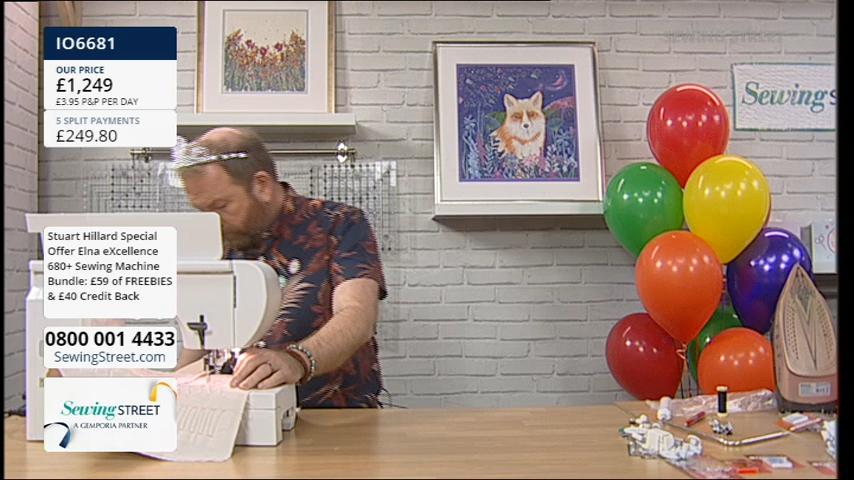 IO6681
OUR PRICE
£1,249
£3.95 P&P PER DAY
5 SPLIT PAYMENTS
£249.80
Stuart Hillard Special
Offer Elna eXcellence
680+ Sewing Machine
Bundle: £59 of FREEBIES
& £40 Credit Back
0800 001 4433
SewingStreet.com
Sewing STREET
A GEMPORIA PARTNER
SEWING STREET
SewingS